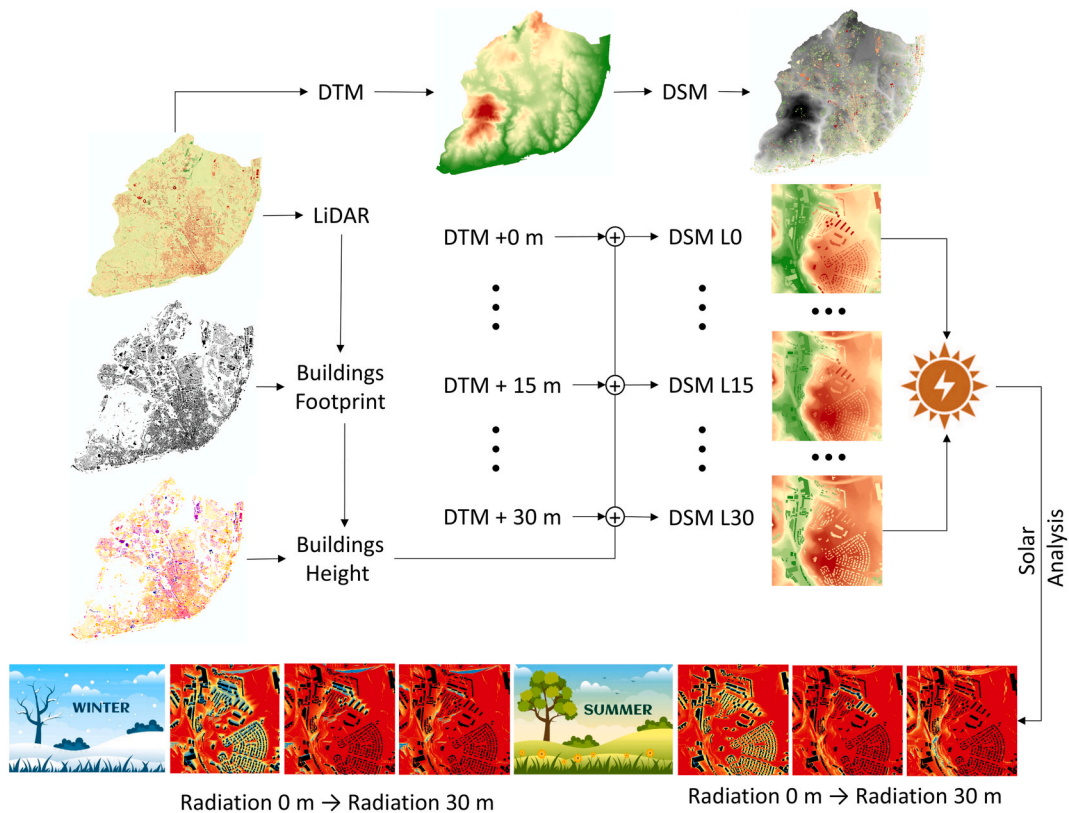 DTM
DSM
LiDAR
DTM +0 m
DSM L0
Buildings
Footprint
DTM + 15 m
DSM L15
DTM + 30 m
DSM L30
Buildings
Height
Solar
Analysis
WINTER
SUMMER
Radiation 0 m → Radiation 30 m
Radiation 0 m → Radiation 30 m